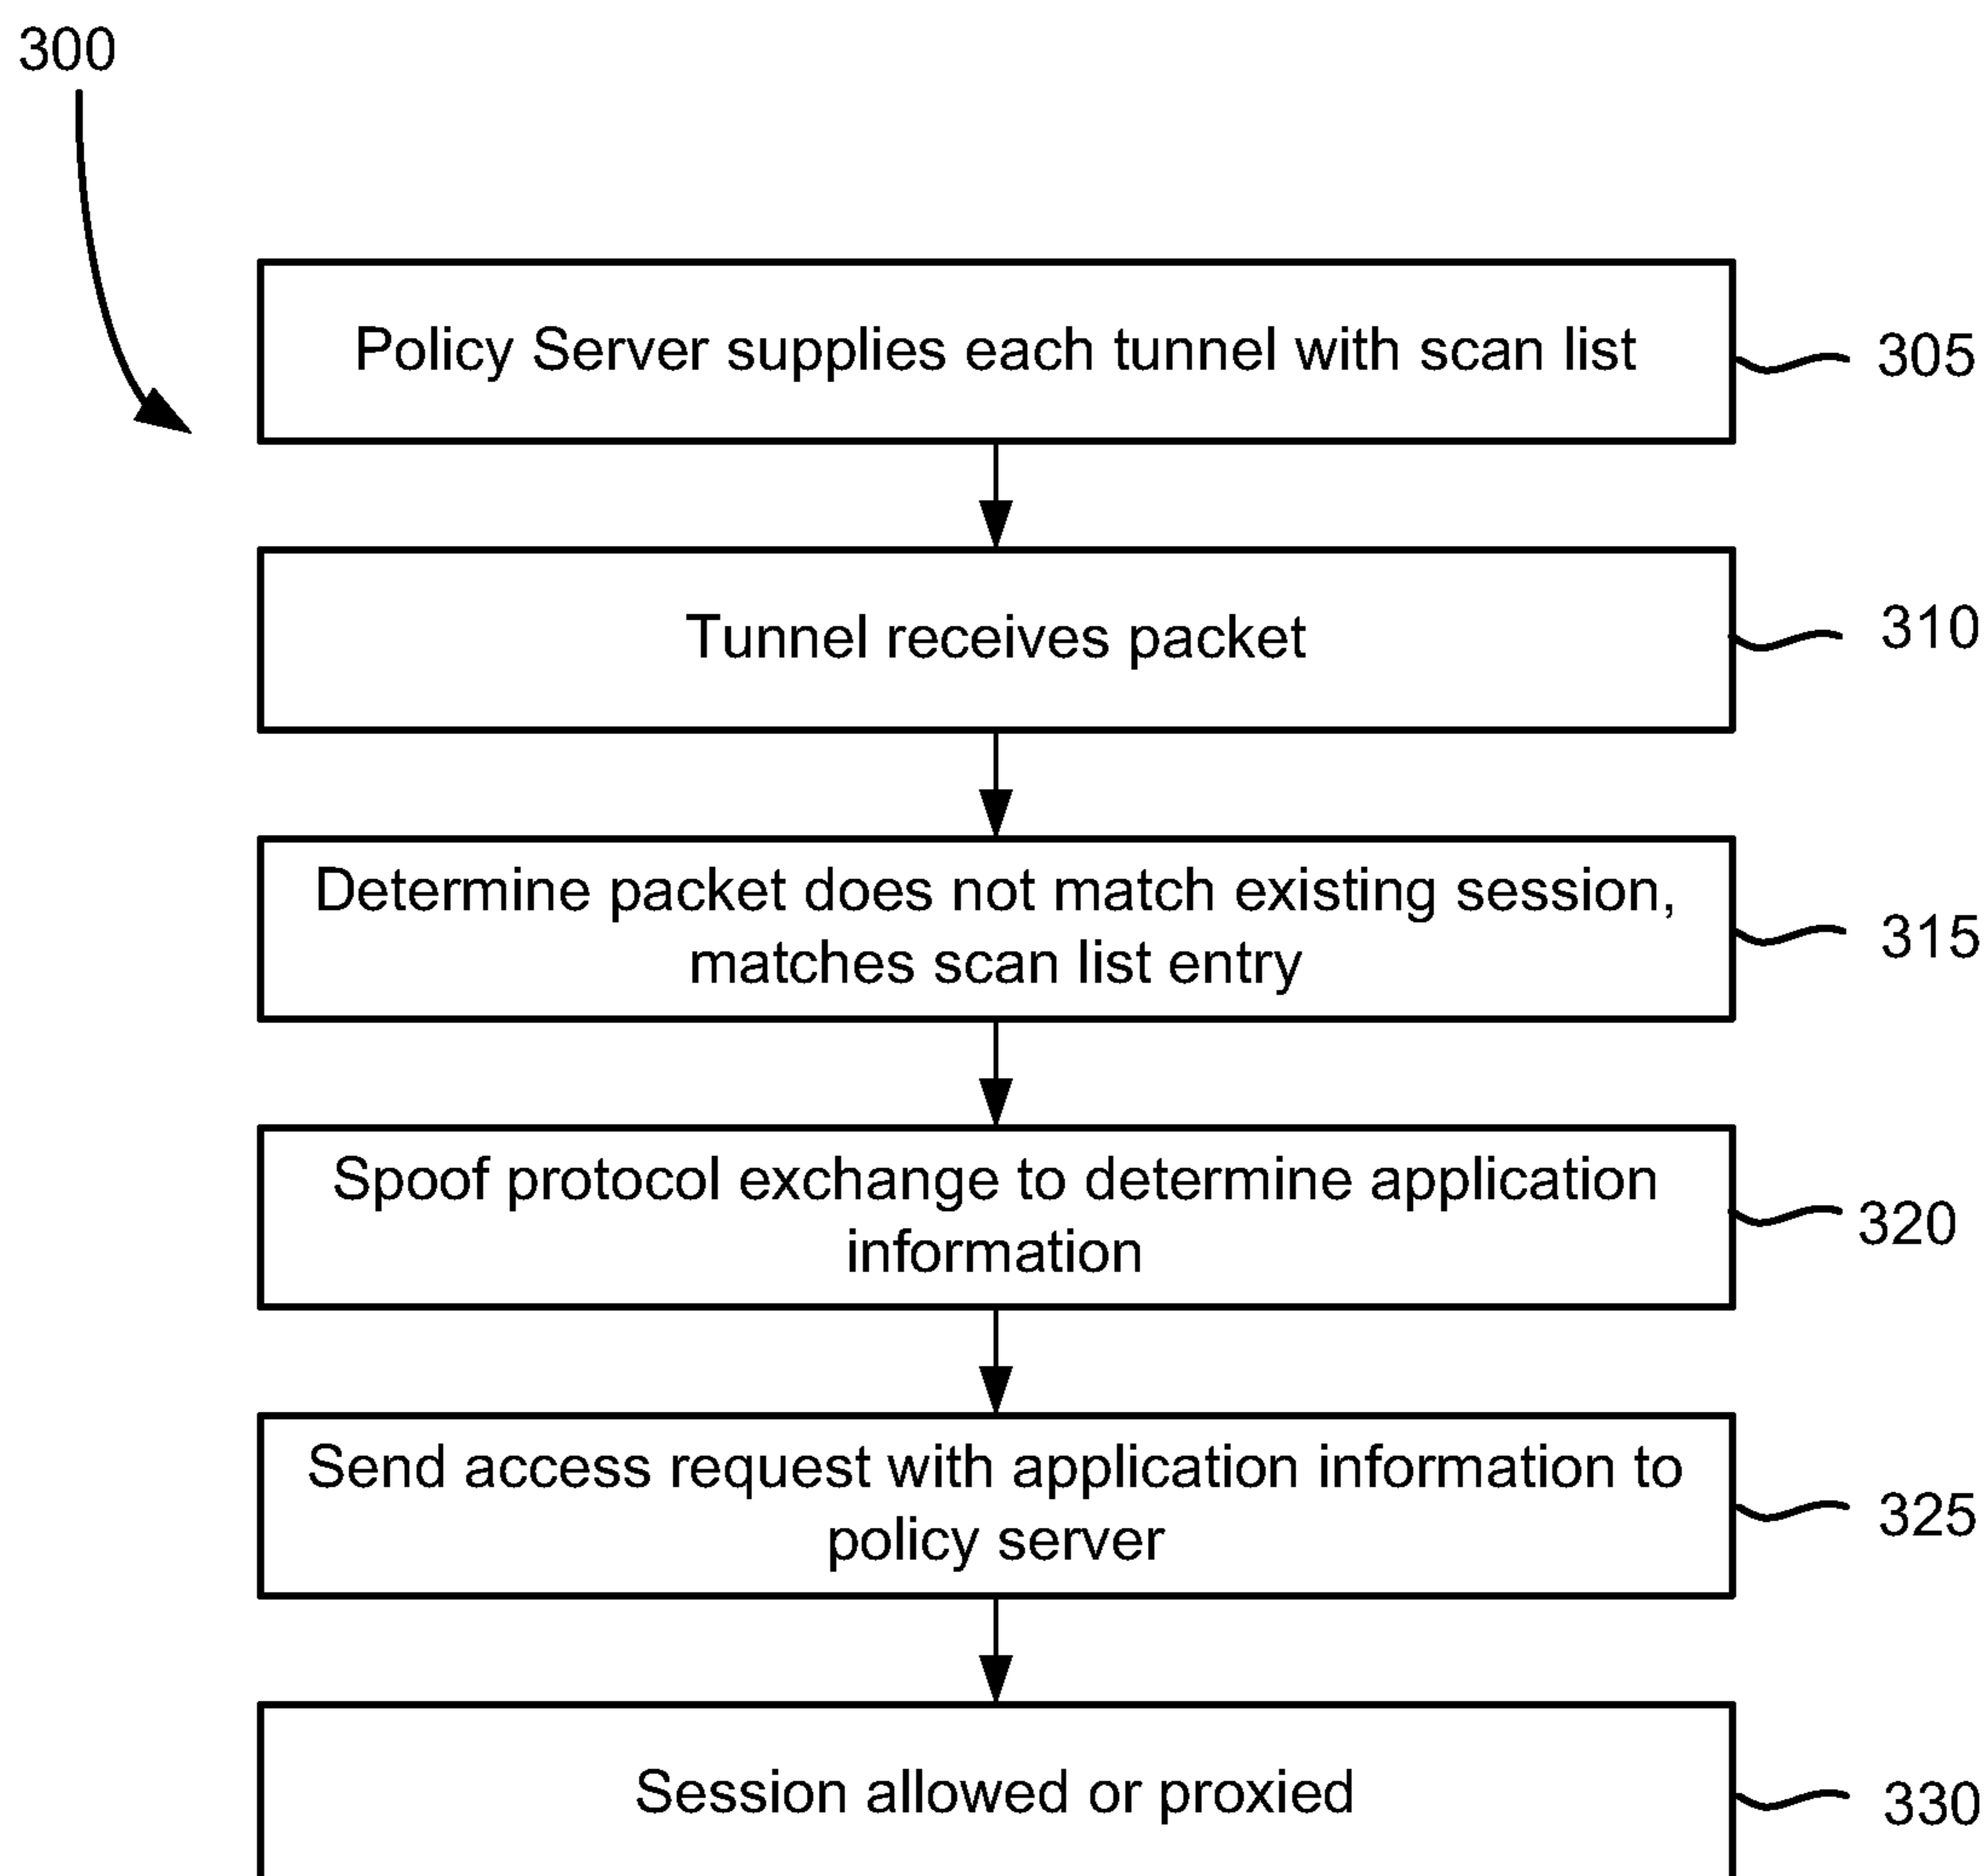 300
Policy Server supplies each tunnel with scan list
305
Tunnel receives packet
310
Determine packet does not match existing session,
matches scan list entry
315
Spoof protocol exchange to determine application
information
320
Send access request with application information to
policy server
325
Session allowed or proxied
330